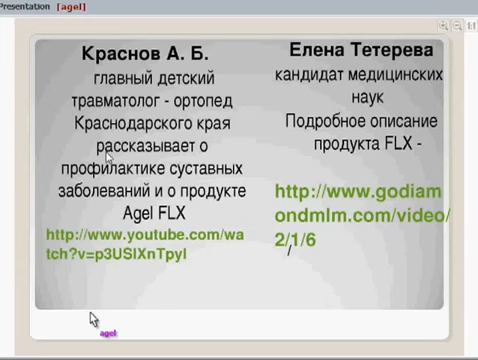 Presentation [agel]
Краснов А. Б.
главный детский
травматолог - ортопед
Краснодарского края
рассказывает о
профилактике суставных
заболеваний и о продукте
Agel FLX
http://www.youtube.com/wa
tch?v=p3USlXnTpyI
Елена Тетерева
кандидат медицинских
наук
Подробное описание
продукта FLX -
http://www.godiam
ondmlm.com/video/
2/1/6
/
agel